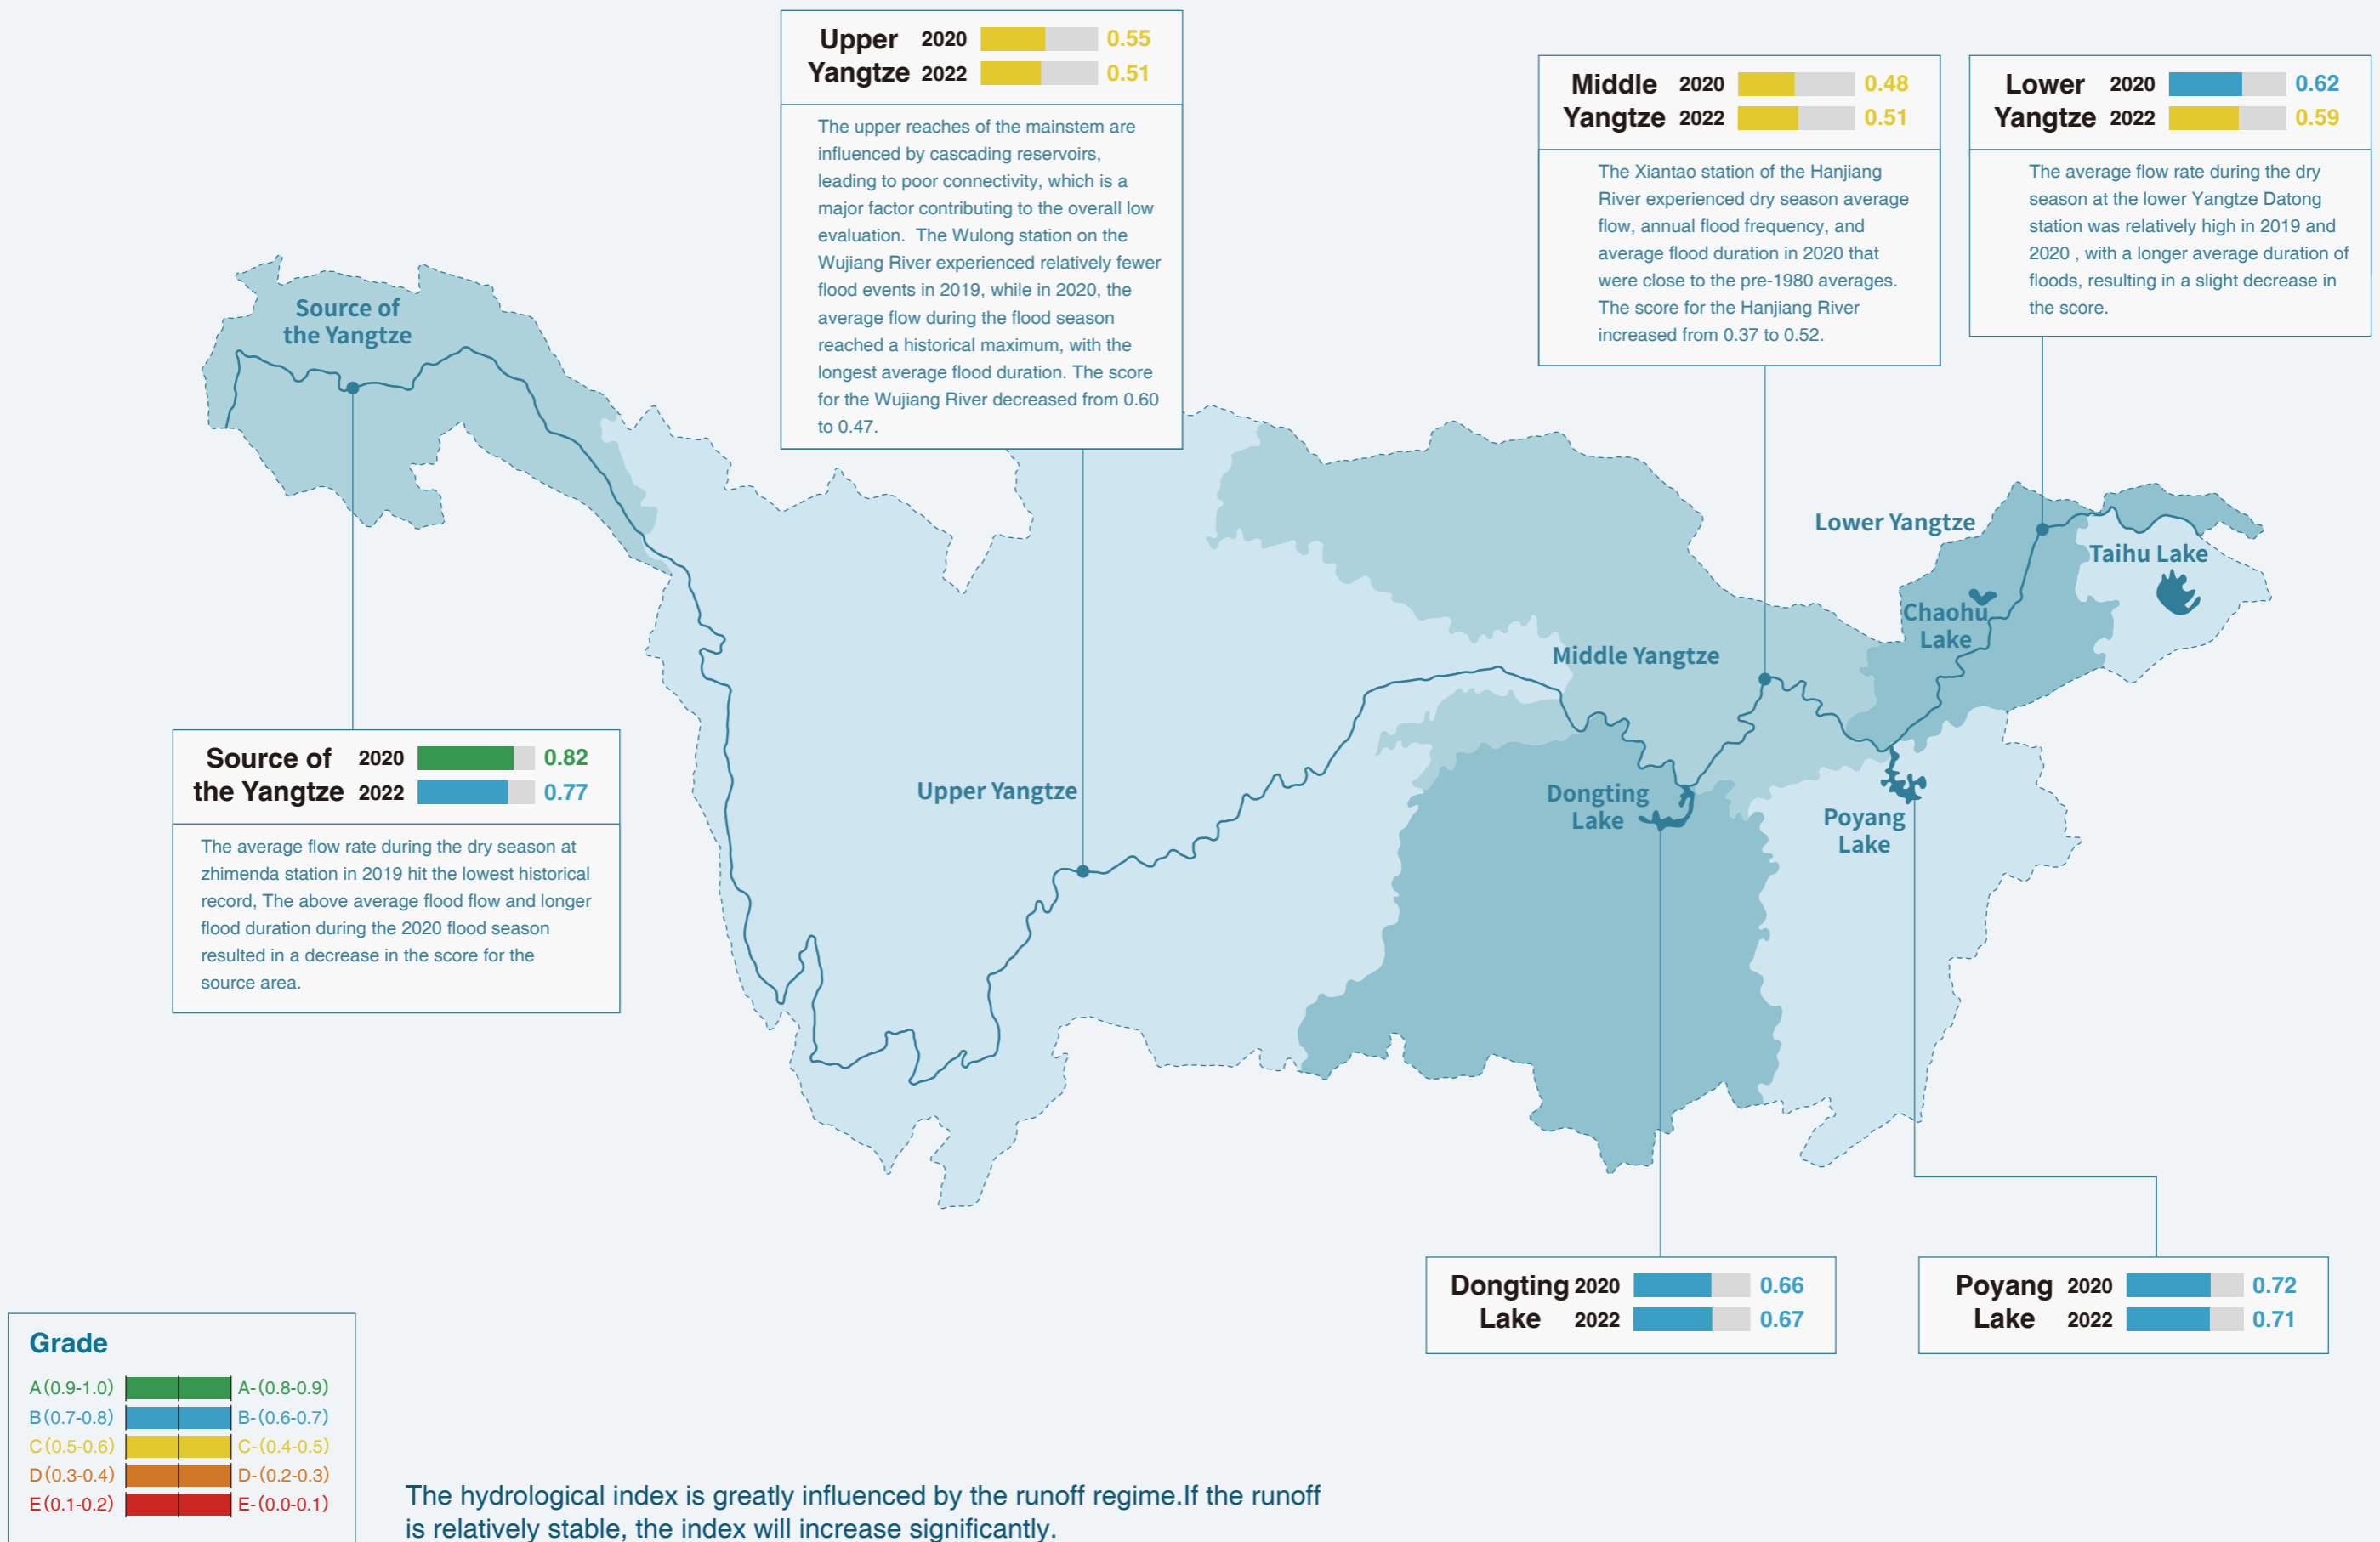 Upper 2020 0.55
Yangtze 2022 0.51
The upper reaches of the mainstem are
influenced by cascading reservoirs,
leading to poor connectivity, which is a
major factor contributing to the overall low
evaluation.  The Wulong station on the
Wujiang River experienced relatively fewer
flood events in 2019, while in 2020, the
average flow during the flood season
reached a historical maximum, with the
longest average flood duration. The score
for the Wujiang River decreased from 0.60
to 0.47.
Middle 2020 0.48
Yangtze 2022 0.51
The Xiantao station of the Hanjiang
River experienced dry season average
flow, annual flood frequency, and
average flood duration in 2020 that
were close to the pre-1980 averages.
The score for the Hanjiang River
increased from 0.37 to 0.52.
Lower 2020 0.62
Yangtze 2022 0.59
The average flow rate during the dry
season at the lower Yangtze Datong
station was relatively high in 2019 and
2020 , with a longer average duration of
floods, resulting in a slight decrease in
the score.
Source of
the Yangtze
Lower Yangtze
Taihu Lake
Chaohu
Lake
Middle Yangtze
Upper Yangtze
Dongting
Lake
Poyang
Lake
Source of 2020 0.82
the Yangtze 2022 0.77
The average flow rate during the dry season at
zhimenda station in 2019 hit the lowest historical
record, The above average flood flow and longer
flood duration during the 2020 flood season
resulted in a decrease in the score for the
source area.
Dongting 2020 0.66
Lake 2022 0.67
Poyang 2020 0.72
Lake 2022 0.71
Grade
A(0.9-1.0) A-(0.8-0.9)
B(0.7-0.8) B-(0.6-0.7)
C(0.5-0.6) C-(0.4-0.5)
D(0.3-0.4) D-(0.2-0.3)
E(0.1-0.2) E-(0.0-0.1)
The hydrological index is greatly influenced by the runoff regime.If the runoff
is relatively stable, the index will increase significantly.